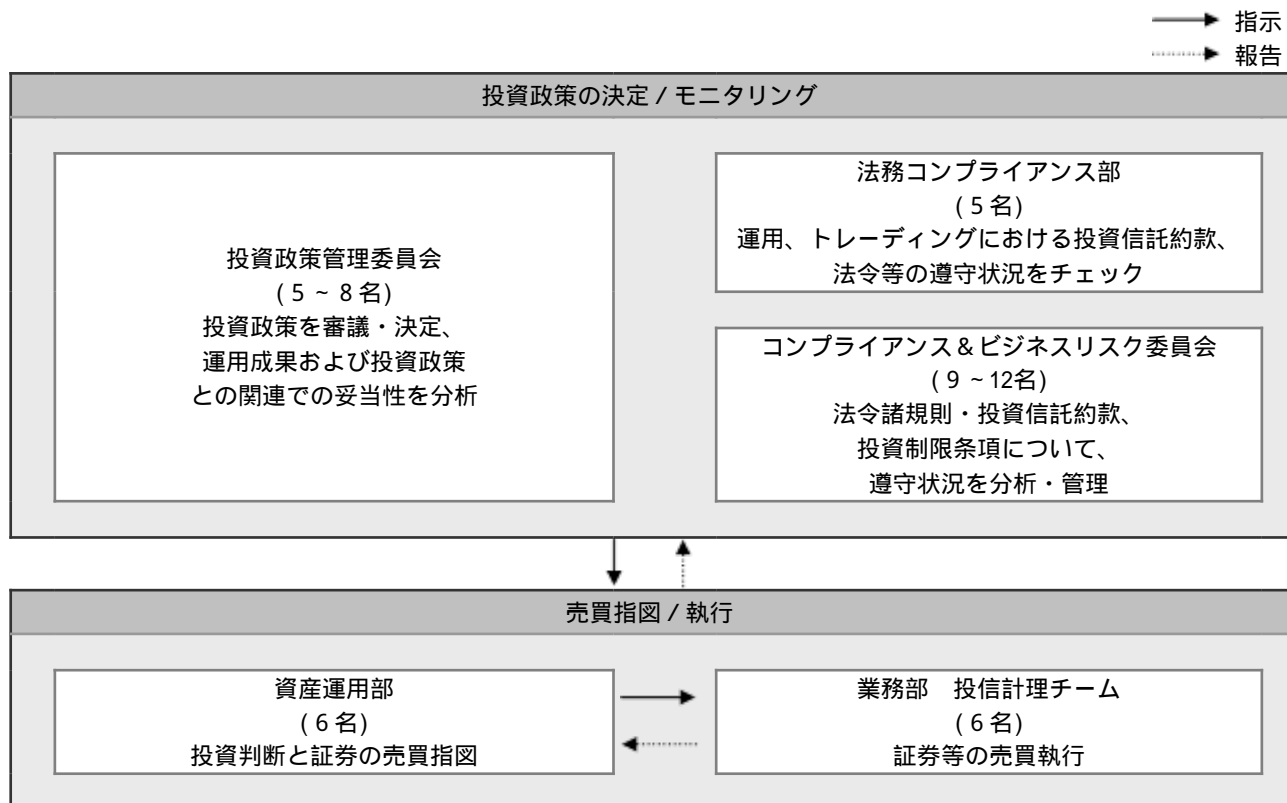 指示
報告
投資政策の決定 / モニタリング
投資政策管理委員会
( 5 ~ 8 名)
投資政策を審議・決定、
運用成果および投資政策
との関連での妥当性を分析
法務コンプライアンス部
( 5 名)
運用、トレーディングにおける投資信託約款、
法令等の遵守状況をチェック
コンプライアンス＆ビジネスリスク委員会
( 9 ~12名)
法令諸規則・投資信託約款、
投資制限条項について、
遵守状況を分析・管理
売買指図 / 執行
資産運用部
( 6 名)
投資判断と証券の売買指図
業務部　投信計理チーム
( 6 名)
証券等の売買執行